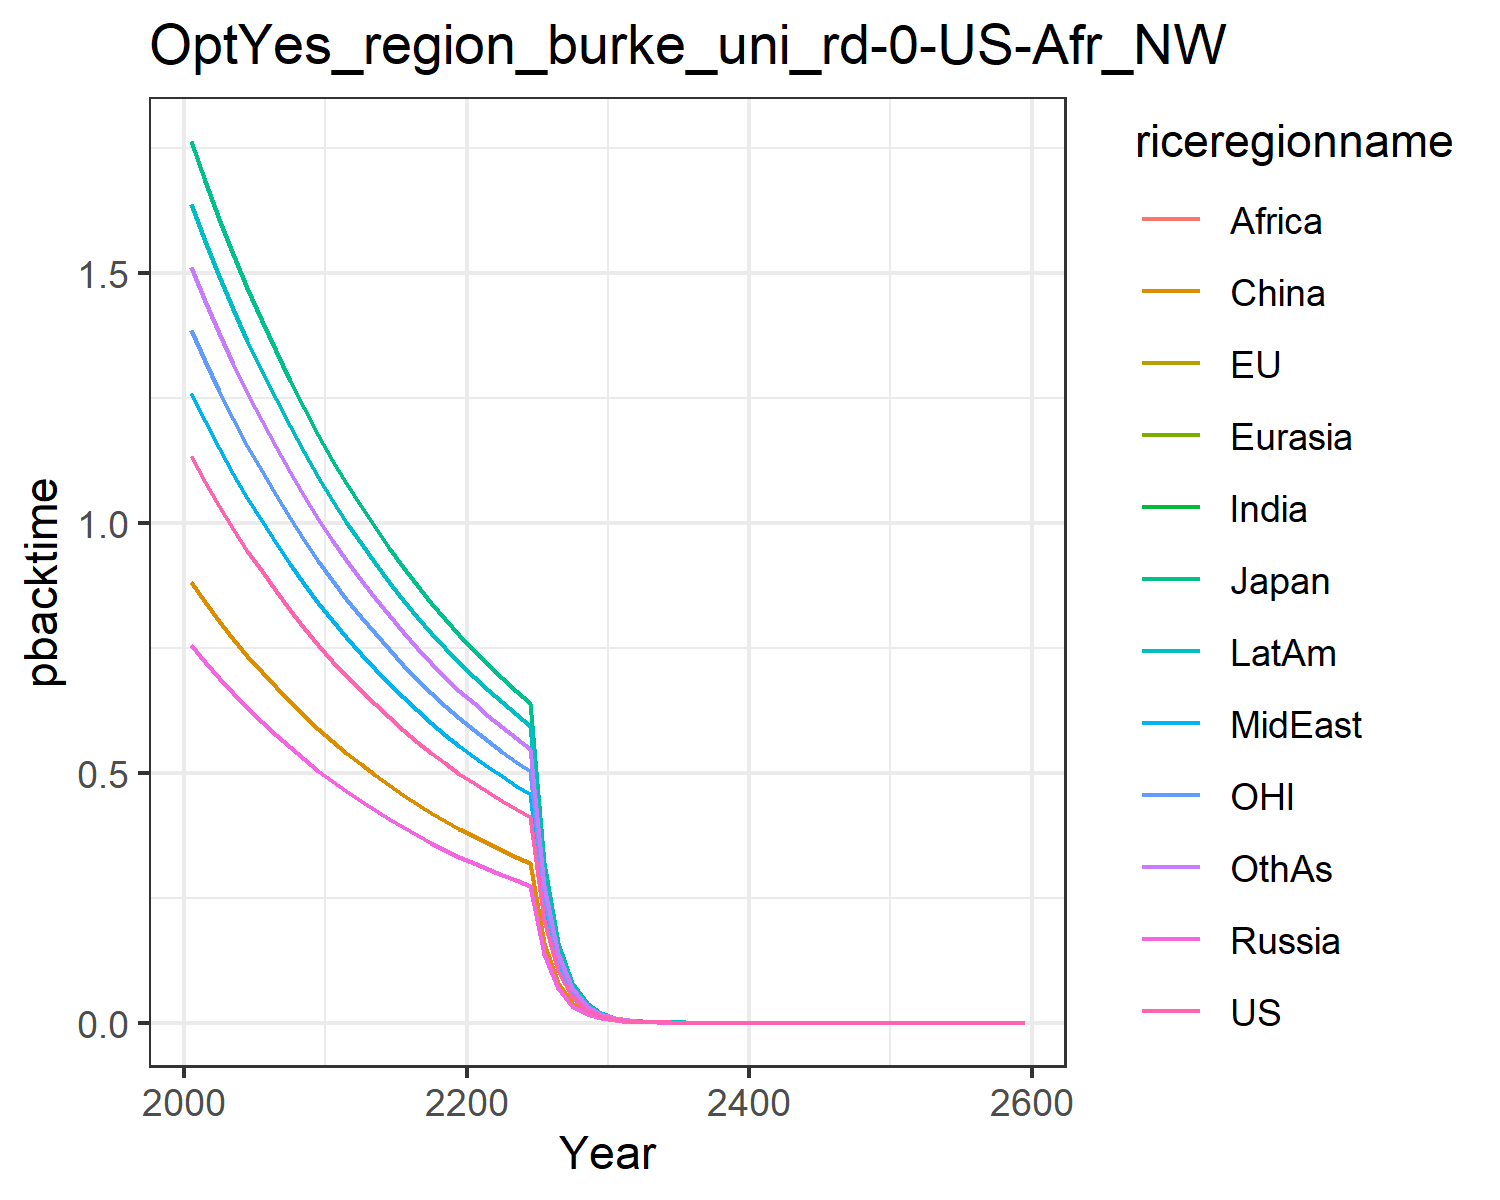 OptYes_region_burke_uni_rd-0-US-Afr_NW
riceregionname
Africa
China
EU
Eurasia
India
Japan
LatAm
MidEast
OHI
OthAs
Russia
US
pbacktime
1.5
1.0
0.5
0.0
2000 2200 2400 2600
Year